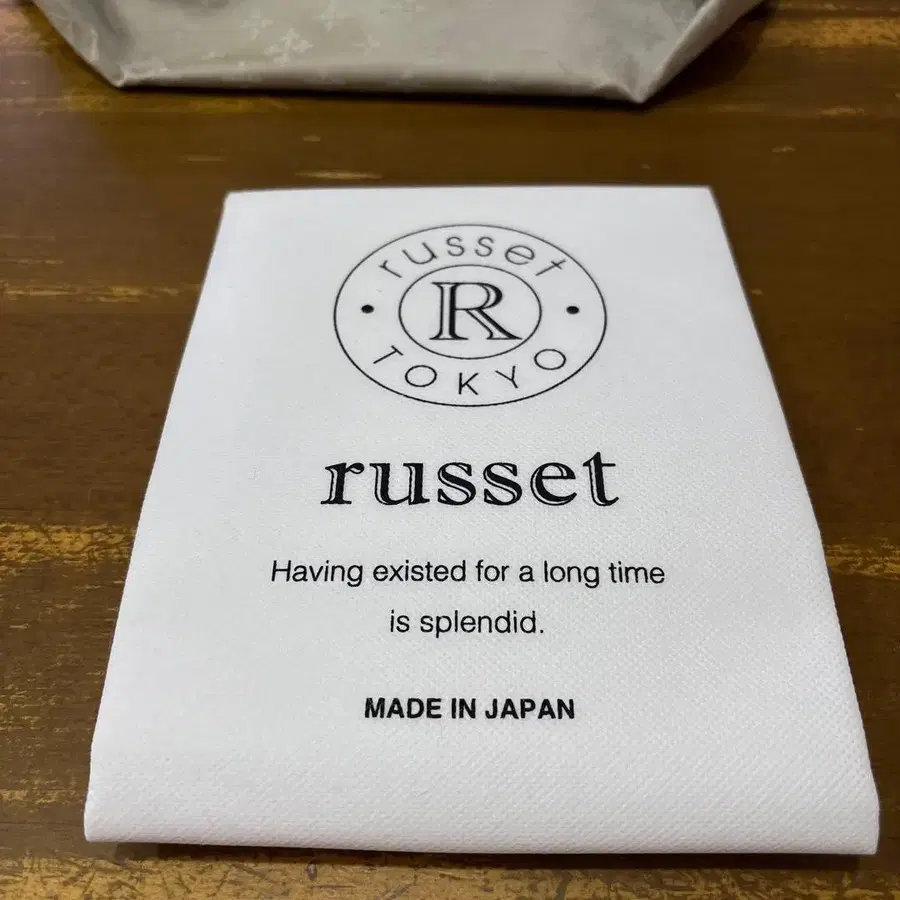 russet
R
TOKYO
russet
Having existed for a long time
is splendid.
MADE IN JAPAN